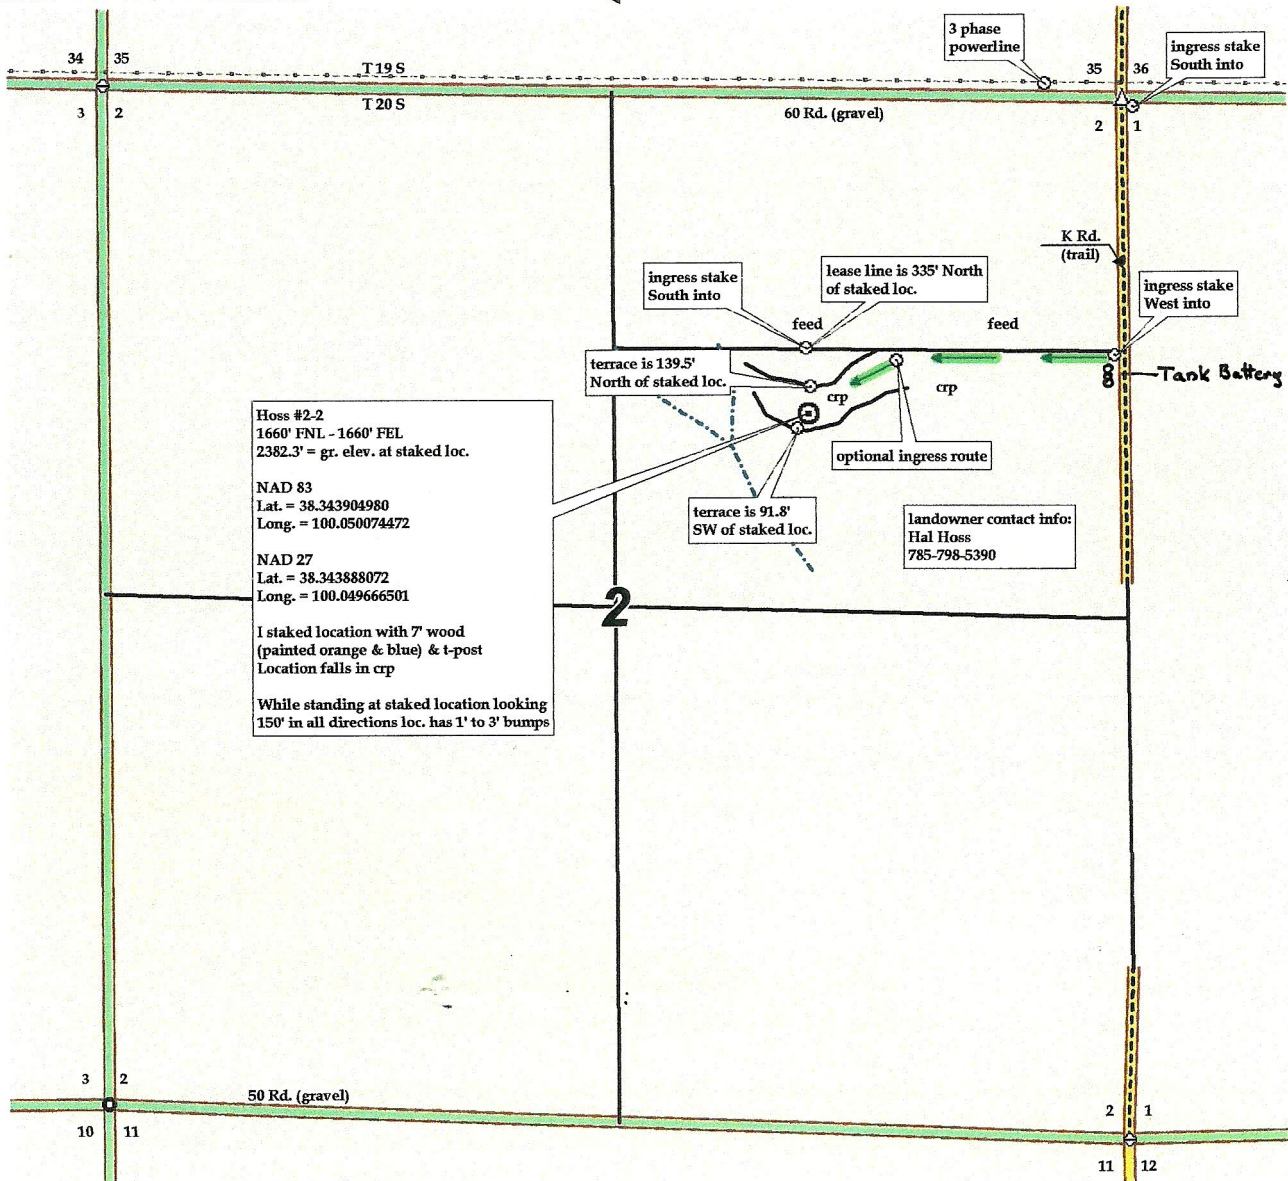 3 phase
powerline
ingress stake
South into
34 35
T 19 S
35 36
3 2
T 20 S
60 Rd. (gravel)
2 1
K Rd.
(trail)
ingress stake
South into
lease line is 335' North
of staked loc.
ingress stake
West into
feed
feed
terrace is 139.5'
North of staked loc.
crp
crp
Tank Battery
Hoss #2-2
1660' FNL - 1660' FEL
2382.3' = gr. elev. at staked loc.
NAD 83
Lat. = 38.343904980
Long. = 100.050074472
NAD 27
Lat. = 38.343888072
Long. = 100.049666501
I staked location with 7' wood
(painted orange & blue) & t-post
Location falls in crp
While standing at staked location looking
150' in all directions loc. has 1' to 3' bumps
optional ingress route
terrace is 91.8'
SW of staked loc.
landowner contact info:
Hal Hoss
785-798-5390
2
3 2
50 Rd. (gravel)
2 1
10 11
11 12